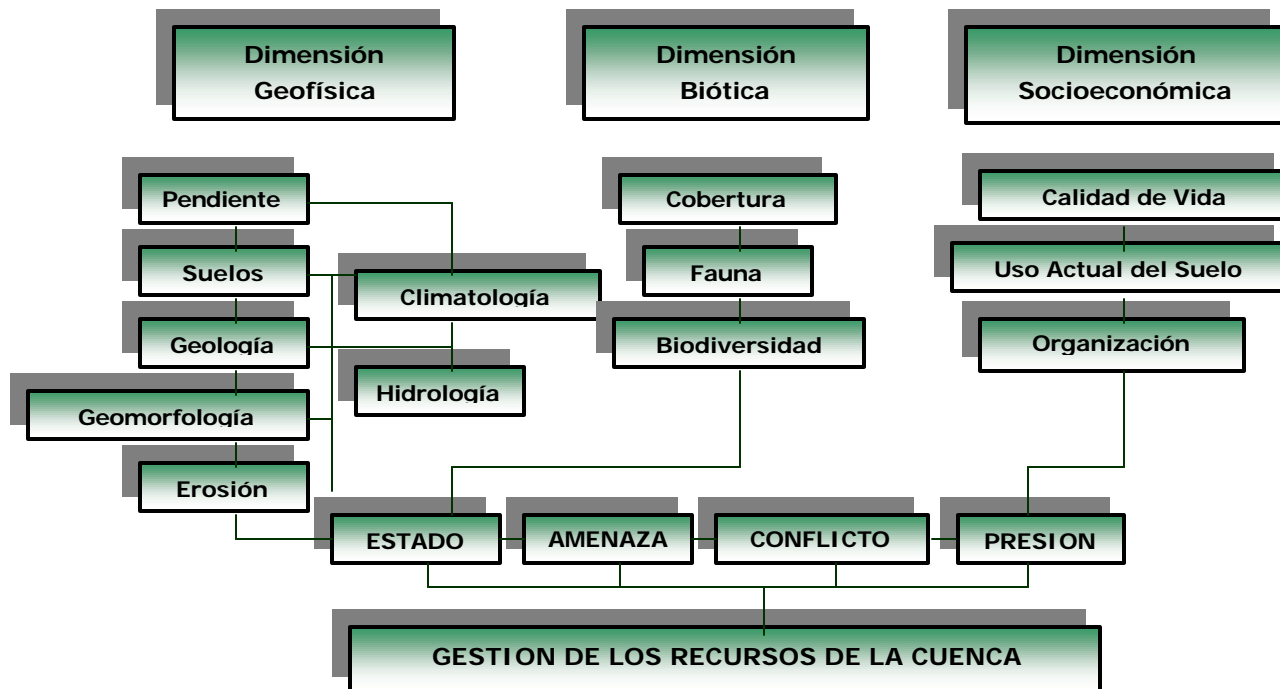 Dimensión
Geofísica
Dimensión
Biótica
Dimensión
Socioeconómica
Pendiente
Suelos
Geología
Geomorfología
Erosión
Climatología
Hidrología
Cobertura
Fauna
Biodiversidad
Calidad de Vida
Uso Actual del Suelo
Organización
ESTADO
AMENAZA
CONFLICTO
PRESION
GESTION DE LOS RECURSOS DE LA CUENCA